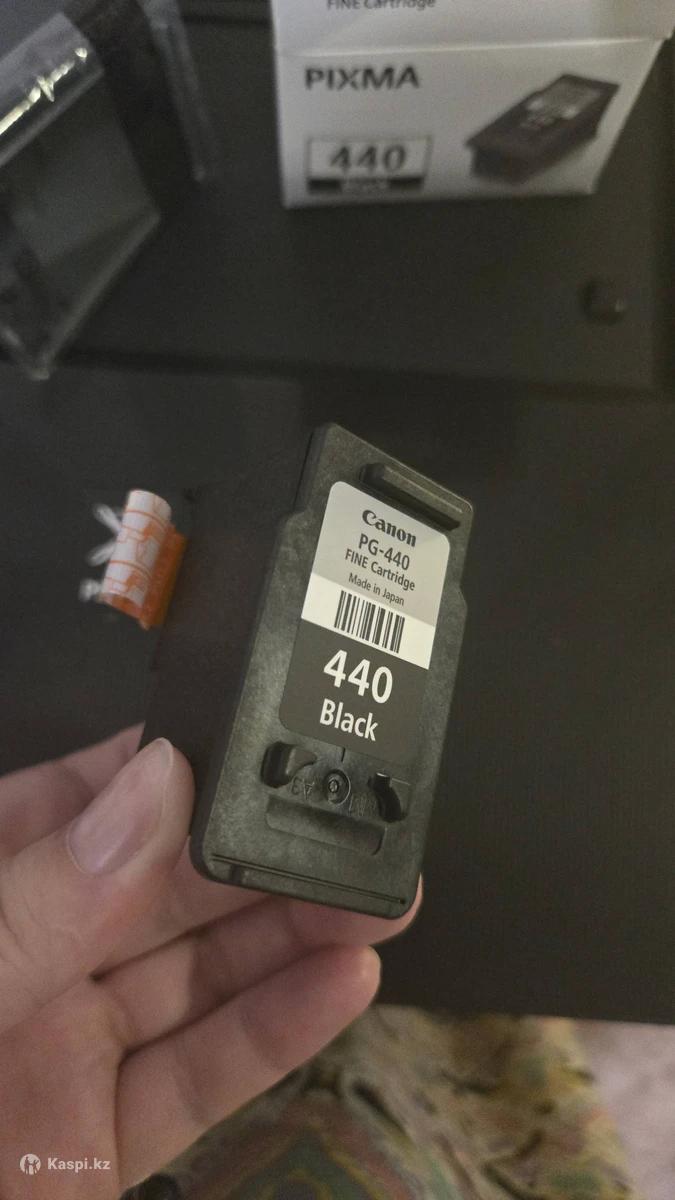 FINE Cartridge
PIXMA
440
Black
Canon
PG-440
FINE Cartridge
Made in Japan
440
Black
Kaspi.kz